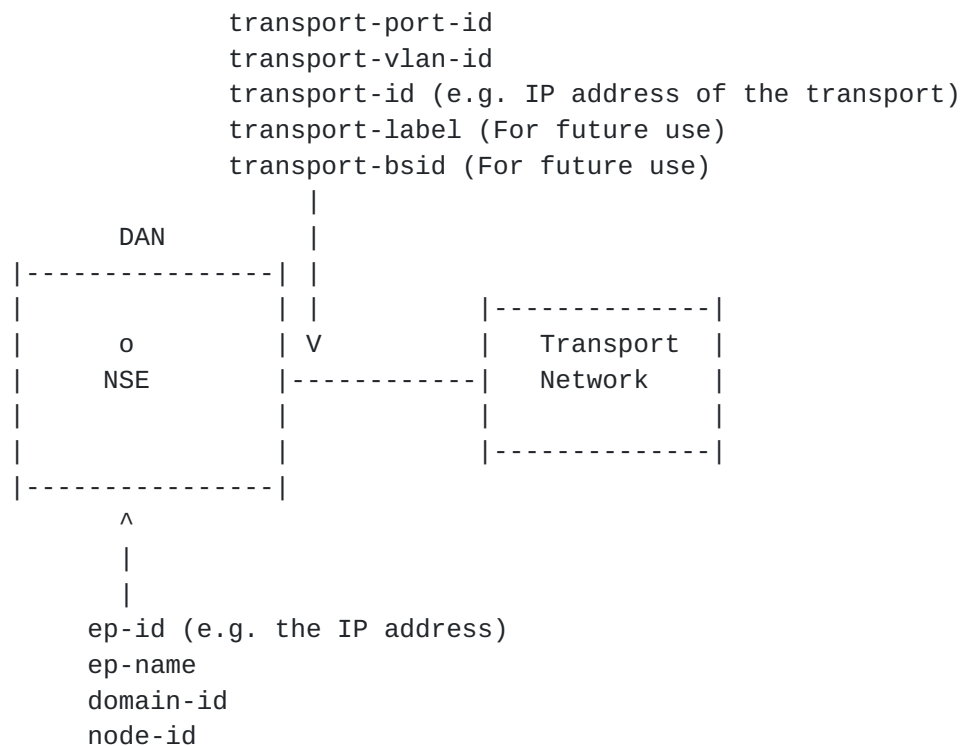 transport-port-id
transport-vlan-id
transport-id (e.g. IP address of the transport)
transport-label (For future use)
transport-bsid (For future use)
|
DAN |
|----------------| |
| | | |--------------|
| o | V | Transport |
| NSE |------------| Network |
| | | |
| | |--------------|
|----------------|
^
|
|
ep-id (e.g. the IP address)
ep-name
domain-id
node-id